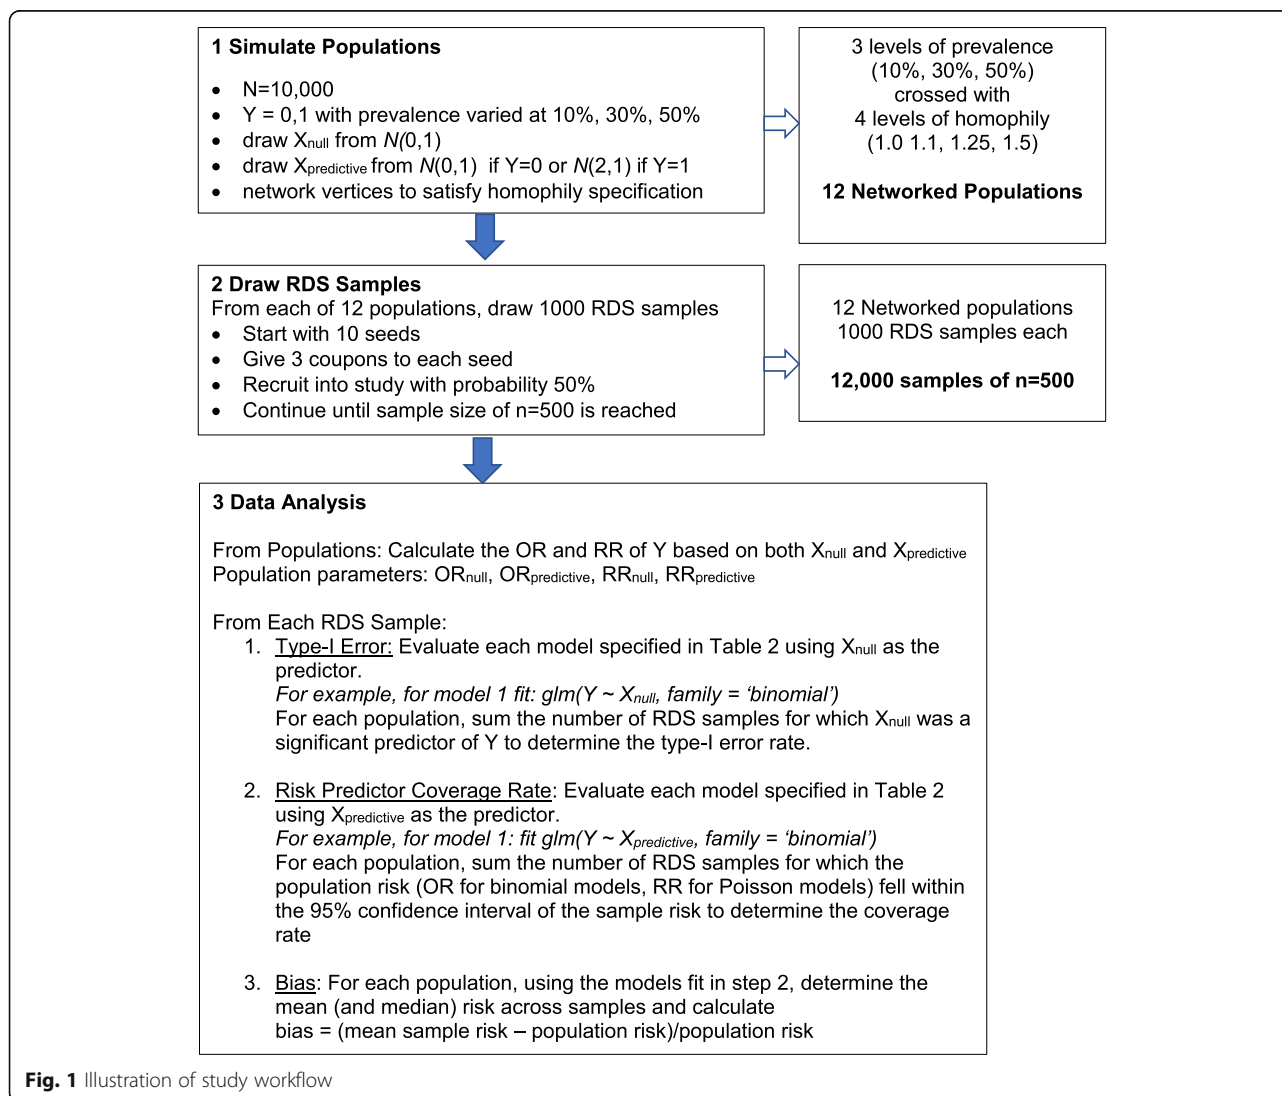 1 Simulate Populations
• N=10,000
• Y = 0,1 with prevalence varied at 10%, 30%, 50%
• draw Xnull from N(0,1)
• draw Xpredictive from N(0,1) if Y=0 or N(2,1) if Y=1
• network vertices to satisfy homophily specification
3 levels of prevalence
(10%, 30%, 50%)
crossed with
4 levels of homophily
(1.0 1.1, 1.25, 1.5)
12 Networked Populations
2 Draw RDS Samples
From each of 12 populations, draw 1000 RDS samples
• Start with 10 seeds
• Give 3 coupons to each seed
• Recruit into study with probability 50%
• Continue until sample size of n=500 is reached
12 Networked populations
1000 RDS samples each
12,000 samples of n=500
3 Data Analysis
From Populations: Calculate the OR and RR of Y based on both Xnull and Xpredictive
Population parameters: ORnull, ORpredictive, RRnull, RRpredictive
From Each RDS Sample:
1. Type-I Error: Evaluate each model specified in Table 2 using Xnull as the
predictor.
For example, for model 1 fit: glm(Y ~ Xnull, family = ‘binomial’)
For each population, sum the number of RDS samples for which Xnull was a
significant predictor of Y to determine the type-I error rate.
2. Risk Predictor Coverage Rate: Evaluate each model specified in Table 2
using Xpredictive as the predictor.
For example, for model 1: fit glm(Y ~ Xpredictive, family = ‘binomial’)
For each population, sum the number of RDS samples for which the
population risk (OR for binomial models, RR for Poisson models) fell within
the 95% confidence interval of the sample risk to determine the coverage
rate
3. Bias: For each population, using the models fit in step 2, determine the
mean (and median) risk across samples and calculate
bias = (mean sample risk – population risk)/population risk
Fig. 1 Illustration of study workflow